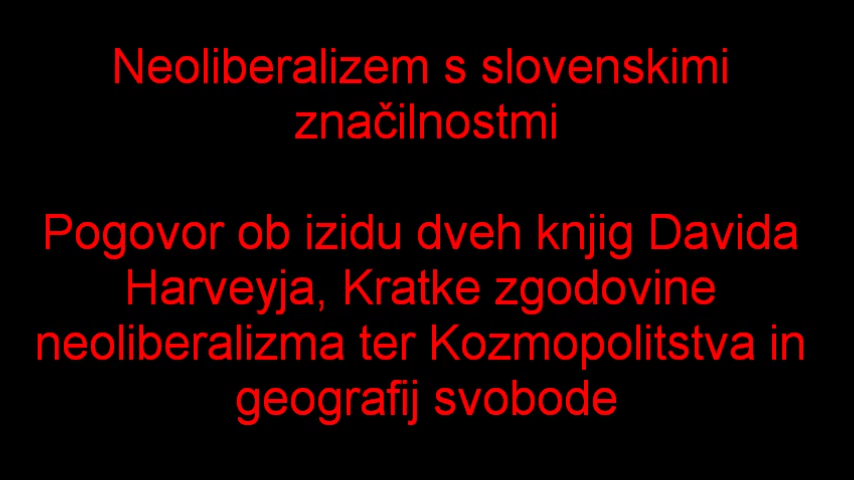 Neoliberalizem s slovenskimi
značilnostmi
Pogovor ob izidu dveh knjig Davida
Harveyja, Kratke zgodovine
neoliberalizma ter Kozmopolitstva in
geografij svobode